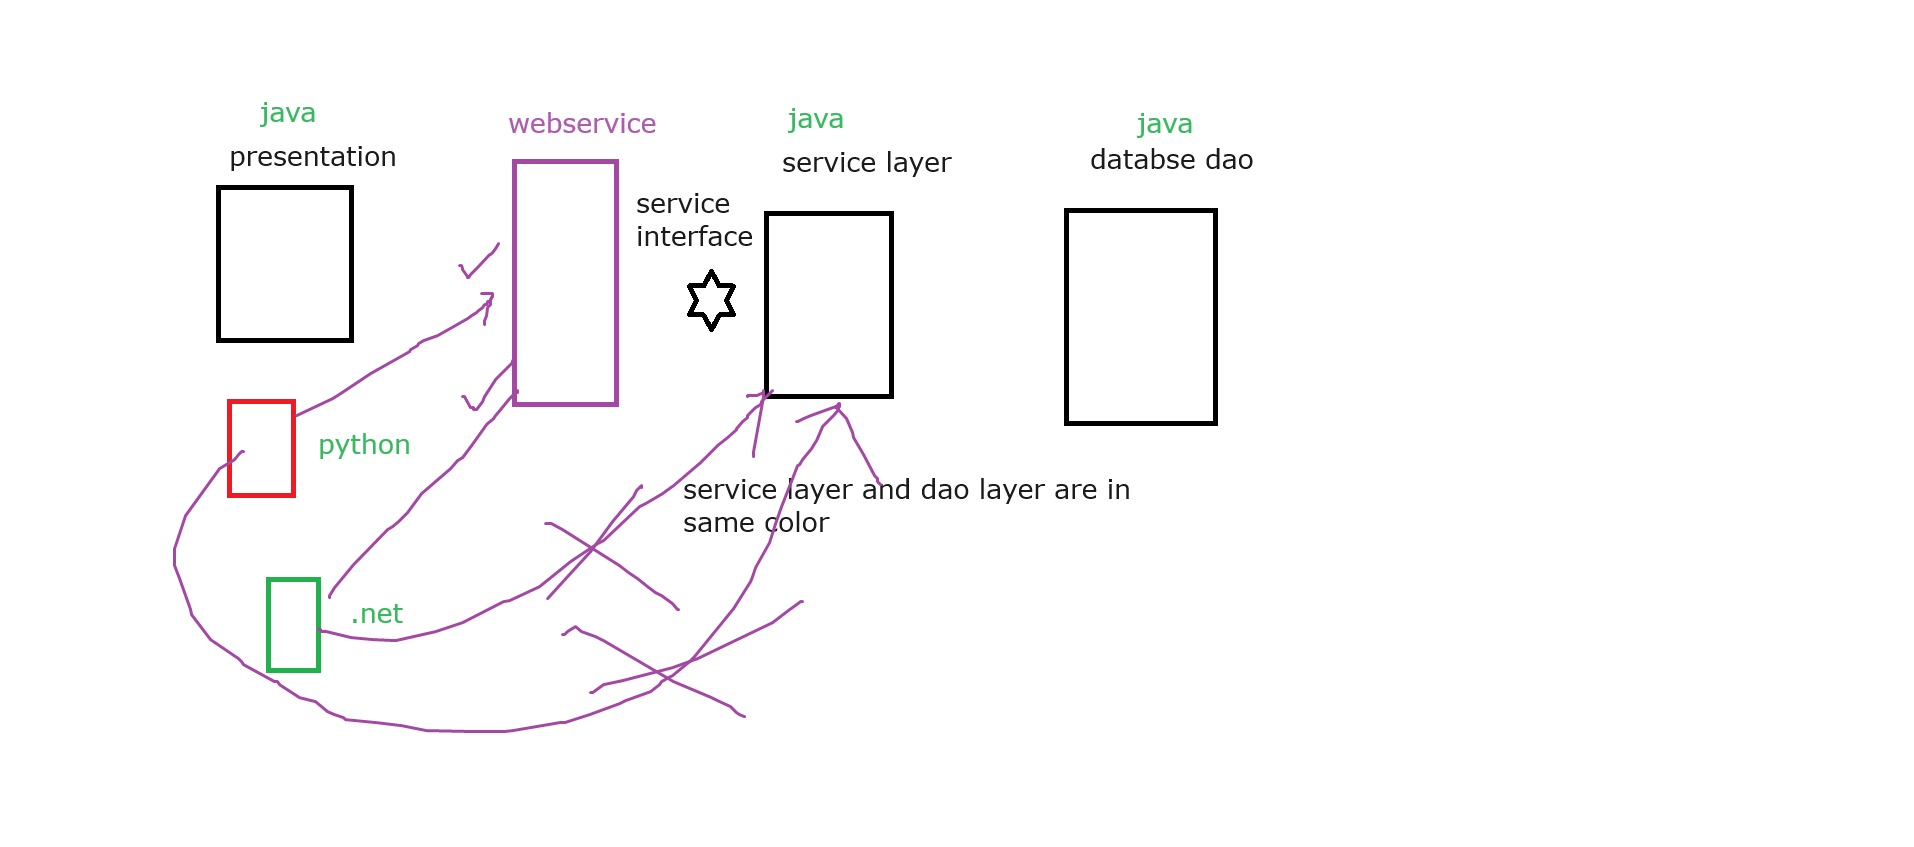 java
presentation
webservice
service
interface
java
service layer
java
databse dao
python
service layer and dao layer are in
same color
.net